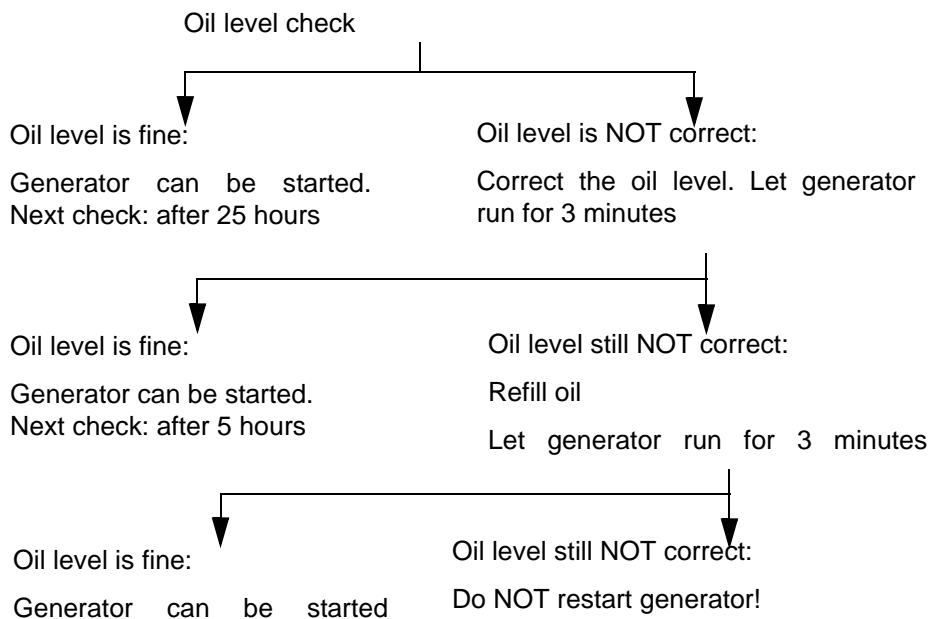 Oil level check
Oil level is fine:
Generator can be started.
Next check: after 25 hours
Oil level is NOT correct:
Correct the oil level. Let generator
run for 3 minutes
Oil level is fine:
Generator can be started.
Next check: after 5 hours
Oil level still NOT correct:
Refill oil
Let generator run for 3 minutes
Oil level is fine:
Generator can be started
Oil level still NOT correct:
Do NOT restart generator!